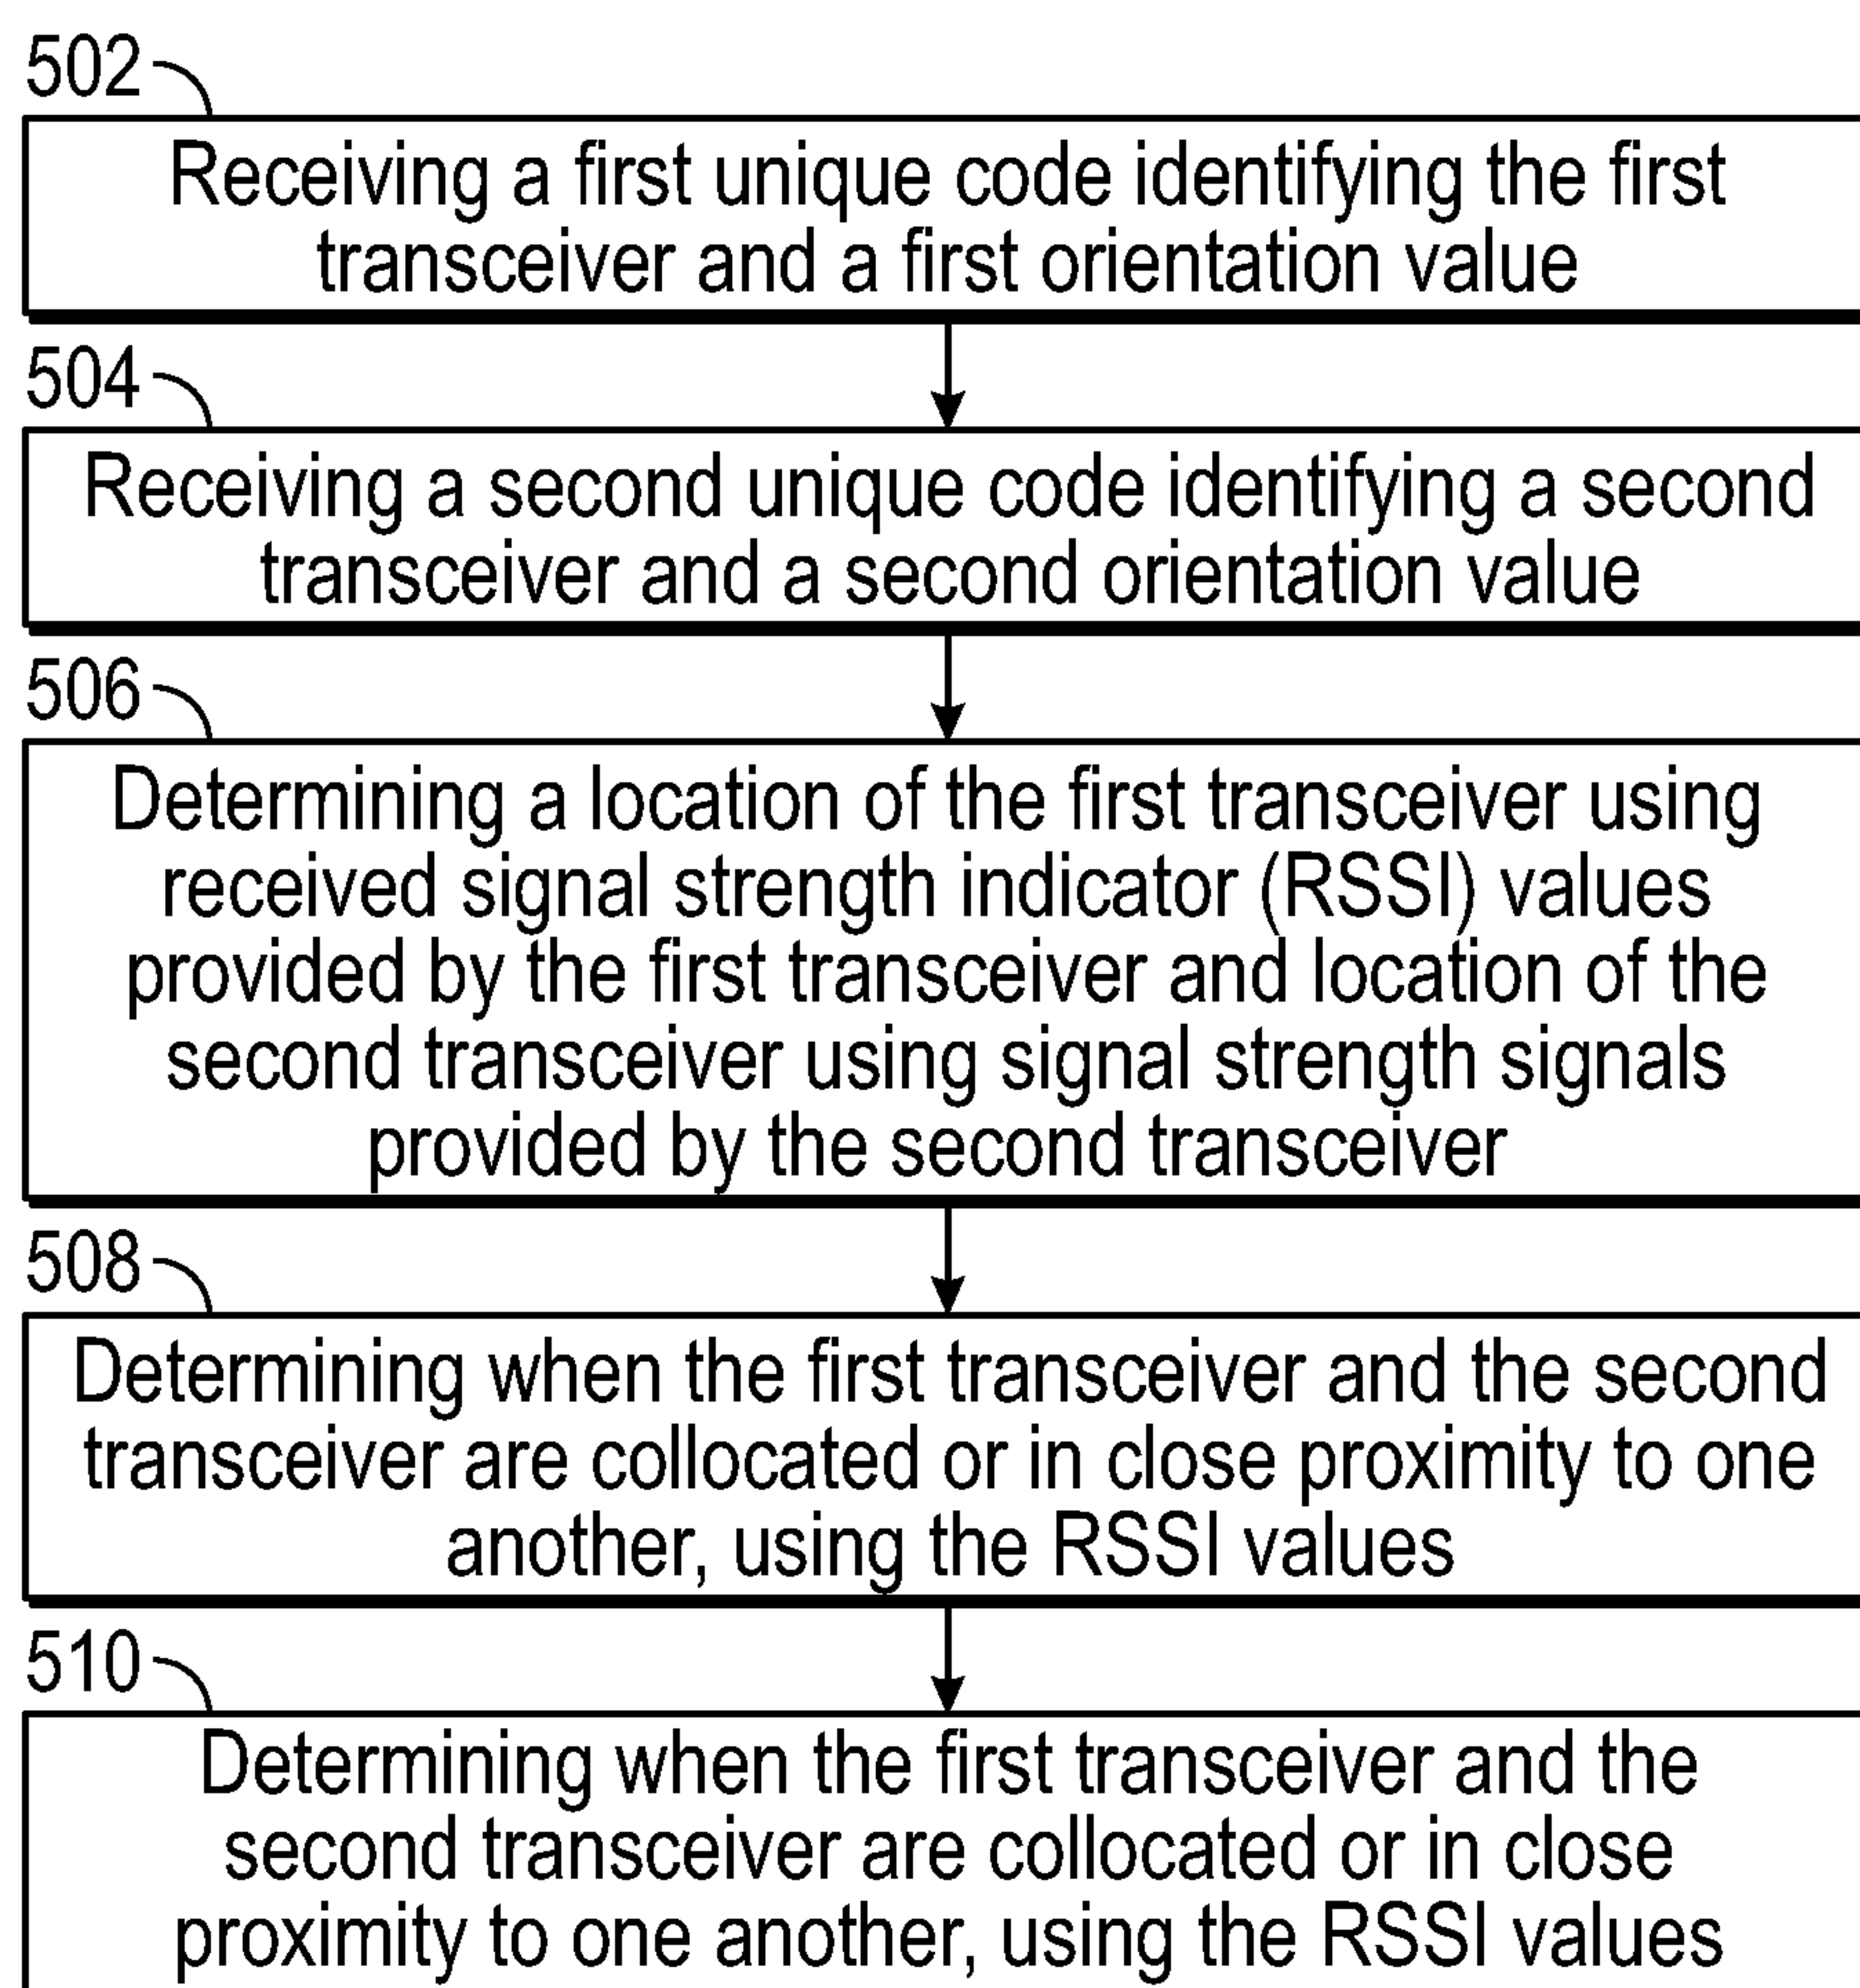 502
Receiving a first unique code identifying the first
transceiver and a first orientation value
504
Receiving a second unique code identifying a second
transceiver and a second orientation value
506
Determining a location of the first transceiver using
received signal strength indicator (RSSI) values
provided by the first transceiver and location of the
second transceiver using signal strength signals
provided by the second transceiver
508
Determining when the first transceiver and the second
transceiver are collocated or in close proximity to one
another, using the RSSI values
510
Determining when the first transceiver and the
second transceiver are collocated or in close
proximity to one another, using the RSSI values